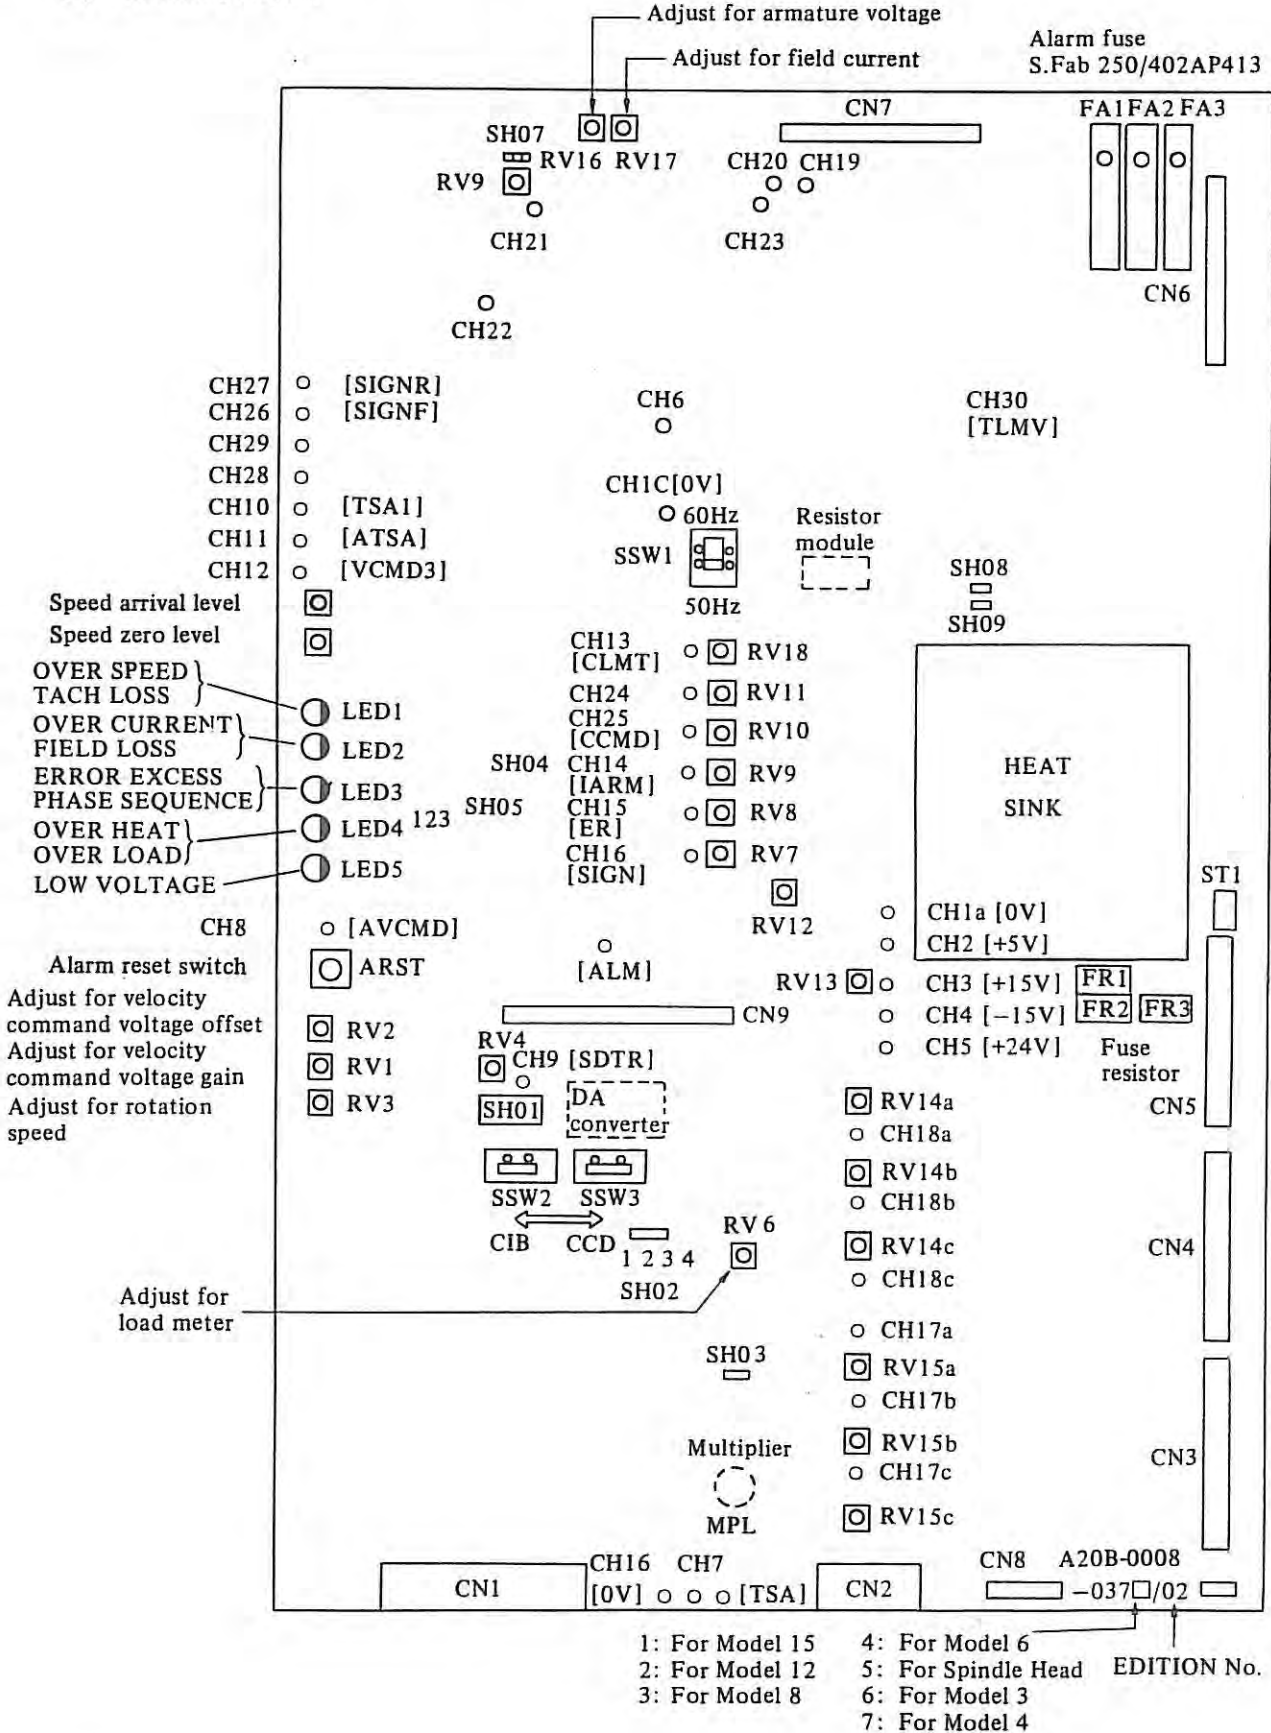 Adjust for armature voltage
Adjust for field current
Alarm fuse
S.Fab 250/402AP413
CN7
FA1 FA2 FA3
SH07
RV16 RV17
RV9
CH20 CH19
CH21
CH23
CN6
CH22
CH27 [SIGNR]
CH26 [SIGNF]
CH29
CH28
CH10 [TSA1]
CH11 [ATSA]
CH12 [VCMD3]
CH6
CH30
[TLMV]
CH1C[0V]
60Hz
SSW1
50Hz
Resistor
module
SH08
SH09
Speed arrival level
Speed zero level
OVER SPEED
TACH LOSS
LED1
OVER CURRENT
FIELD LOSS
LED2
ERROR EXCESS
PHASE SEQUENCE
LED3
OVER HEAT
OVER LOAD
LED4 123
LOW VOLTAGE
LED5
SH04
SH05
CH13
[CLMT]
RV18
CH24
RV11
CH25
[CCMD]
RV10
CH14
[IARM]
RV9
CH15
[ER]
RV8
CH16
[SIGN]
RV7
RV12
HEAT
SINK
ST1
CH8 [AVCMD]
[ALM]
Alarm reset switch
ARST
CH1a [0V]
CH2 [+5V]
RV13 CH3 [+15V] FR1
CH4 [−15V] FR2 FR3
CH5 [+24V]
Fuse
resistor
Adjust for velocity
command voltage offset
RV2
Adjust for velocity
command voltage gain
RV1
Adjust for rotation
speed
RV3
CN9
RV4
CH9 [SDTR]
SH01
DA
converter
SSW2 SSW3
CIB CCD
1 2 3 4
SH02
RV6
Adjust for
load meter
CN5
RV14a
CH18a
RV14b
CH18b
RV14c
CH18c
CN4
CH17a
SH03
RV15a
CH17b
RV15b
CH17c
RV15c
CN3
Multiplier
MPL
CN1
CH16 CH7
[0V] [TSA]
CN2
CN8 A20B-0008
−037□/02
1: For Model 15
2: For Model 12
3: For Model 8
4: For Model 6
5: For Spindle Head
6: For Model 3
7: For Model 4
EDITION No.